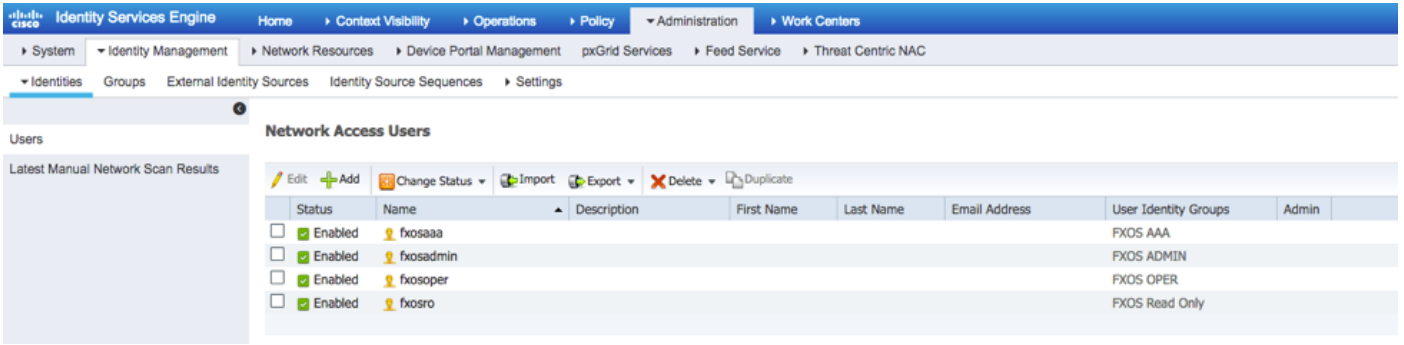 cisco Identity Services Engine Home Context Visibility Operations Policy Administration Work Centers
System Identity Management Network Resources Device Portal Management pxGrid Services Feed Service Threat Centric NAC
Identities Groups External Identity Sources Identity Source Sequences Settings
Users
Latest Manual Network Scan Results
Network Access Users
Edit Add Change Status Import Export Delete Duplicate
Status Name Description First Name Last Name Email Address User Identity Groups Admin
Enabled fxosaaa FXOS AAA
Enabled fxosadmin FXOS ADMIN
Enabled fxosoper FXOS OPER
Enabled fxosro FXOS Read Only